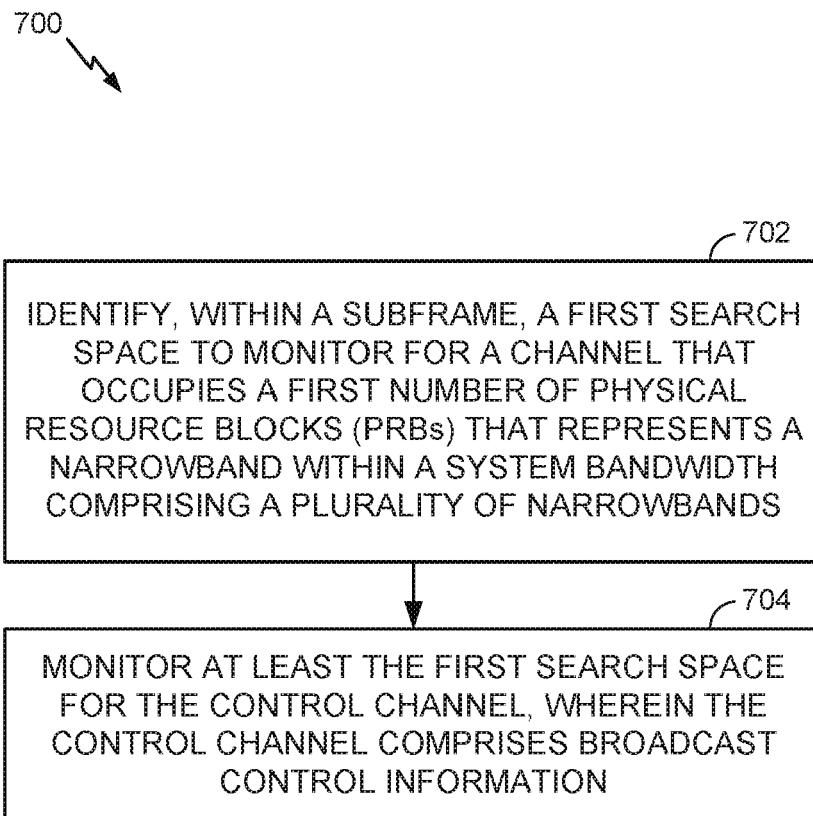 700
702
IDENTIFY, WITHIN A SUBFRAME, A FIRST SEARCH
SPACE TO MONITOR FOR A CHANNEL THAT
OCCUPIES A FIRST NUMBER OF PHYSICAL
RESOURCE BLOCKS (PRBs) THAT REPRESENTS A
NARROWBAND WITHIN A SYSTEM BANDWIDTH
COMPRISING A PLURALITY OF NARROWBANDS
704
MONITOR AT LEAST THE FIRST SEARCH SPACE
FOR THE CONTROL CHANNEL, WHEREIN THE
CONTROL CHANNEL COMPRISES BROADCAST
CONTROL INFORMATION